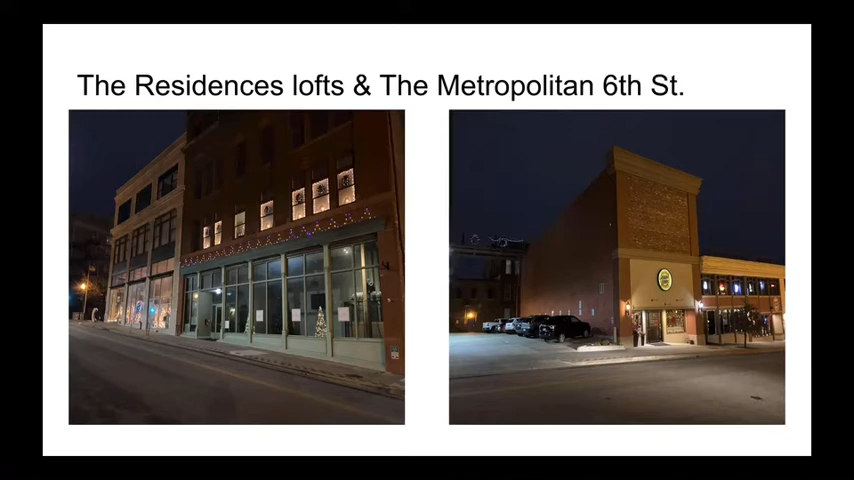 The Residences lofts & The Metropolitan 6th St.